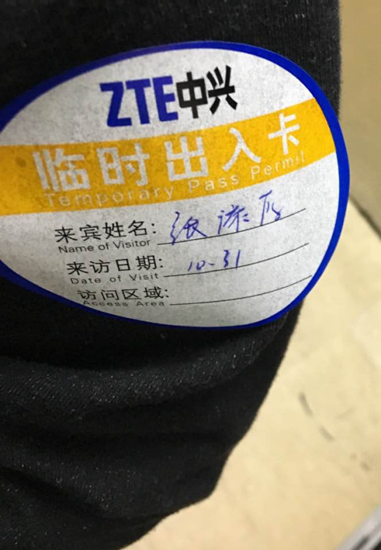 ZTE中兴
临时出入卡
Temporary Pass Permit
来宾姓名: 张
Name of Visitor
来访日期: 10.31
Date of Visit
访问区域:
Access Area